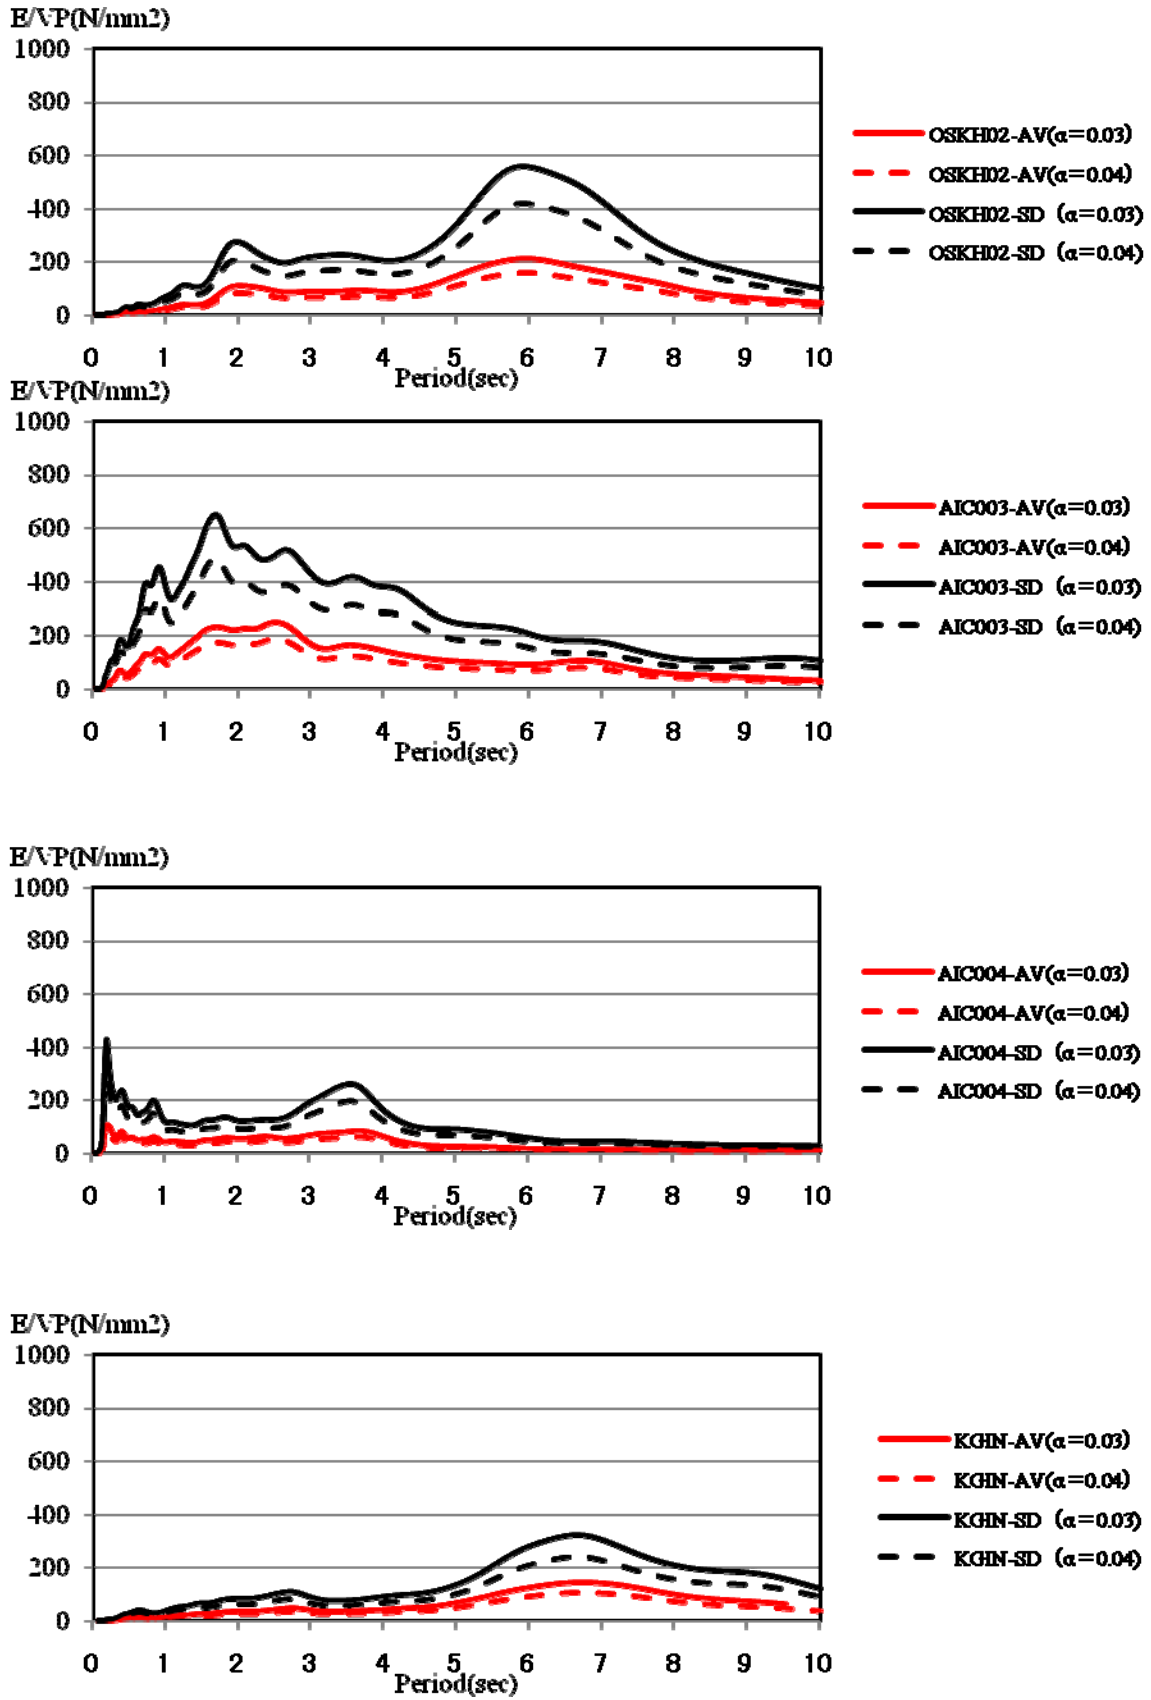 E/VP(N/mm2)
1000
800
600
400
200
0
0 1 2 3 4 5 6 7 8 9 10
Period(sec)
OSKH02-AV(α=0.03)
OSKH02-AV(α=0.04)
OSKH02-SD (α=0.03)
OSKH02-SD (α=0.04)
E/VP(N/mm2)
1000
800
600
400
200
0
0 1 2 3 4 5 6 7 8 9 10
Period(sec)
AIC003-AV(α=0.03)
AIC003-AV(α=0.04)
AIC003-SD (α=0.03)
AIC003-SD (α=0.04)
E/VP(N/mm2)
1000
800
600
400
200
0
0 1 2 3 4 5 6 7 8 9 10
Period(sec)
AIC004-AV(α=0.03)
AIC004-AV(α=0.04)
AIC004-SD (α=0.03)
AIC004-SD (α=0.04)
E/VP(N/mm2)
1000
800
600
400
200
0
0 1 2 3 4 5 6 7 8 9 10
Period(sec)
KGIN-AV(α=0.03)
KGIN-AV(α=0.04)
KGIN-SD (α=0.03)
KGIN-SD (α=0.04)